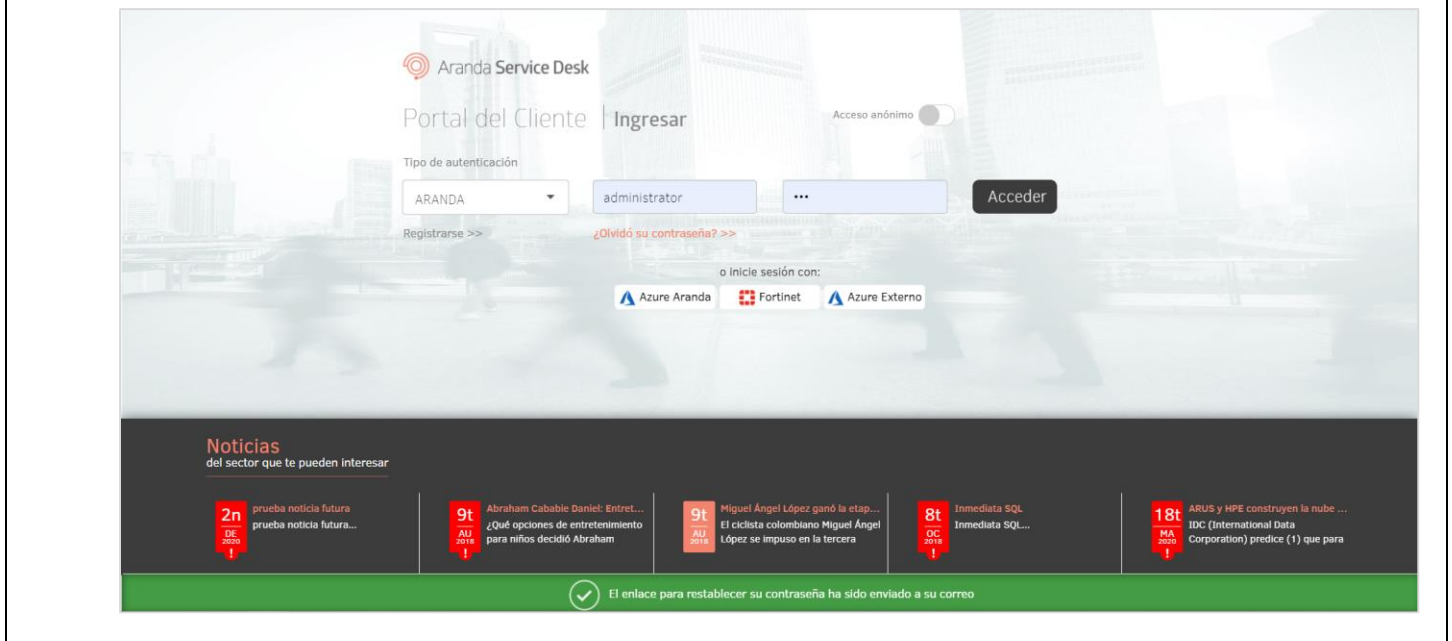 Aranda Service Desk
Portal del Cliente | Ingresar
Acceso anónimo
Tipo de autenticación
ARANDA
administrator
•••
Acceder
Registrarse >>
¿Olvidó su contraseña? >>
o inicie sesión con:
Azure Aranda
Fortinet
Azure Externo
Noticias
del sector que te pueden interesar
2n
DE
2020
!
prueba noticia futura
prueba noticia futura...
9t
AU
2018
!
Abraham Cababie Daniel: Entret...
¿Qué opciones de entretenimiento
para niños decidió Abraham
9t
AU
2018
Miguel Ángel López ganó la etap...
El ciclista colombiano Miguel Ángel
López se impuso en la tercera
8t
OC
2018
!
Inmediata SQL
Inmediata SQL...
18t
MA
2020
!
ARUS y HPE construyen la nube ...
IDC (International Data
Corporation) predice (1) que para
El enlace para restablecer su contraseña ha sido enviado a su correo